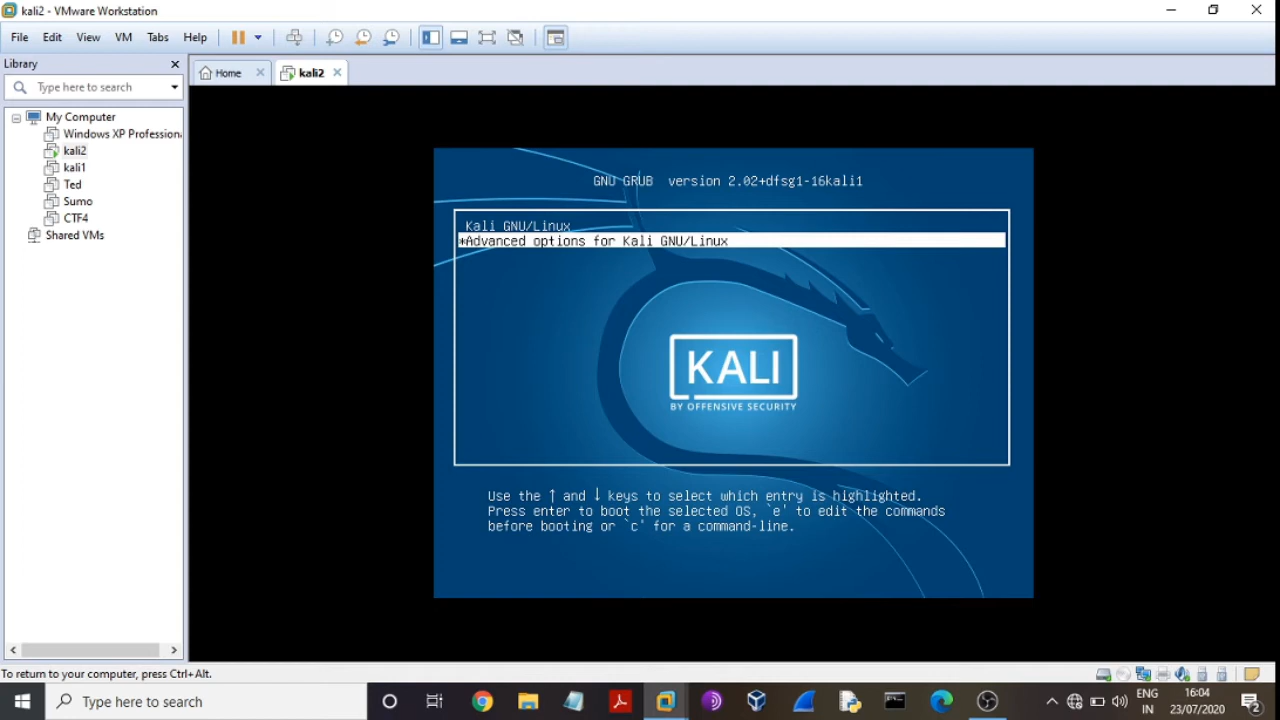 kali2 - VMware Workstation
File Edit View VM Tabs Help
Library
Home
kali2
Type here to search
My Computer
Windows XP Profession
kali2
kali1
Ted
Sumo
CTF4
Shared VMs
GNU GRUB version 2.02+dfsg1-16kali1
Kali GNU/Linux
*Advanced options for Kali GNU/Linux
KALI
BY OFFENSIVE SECURITY
Use the ↑ and ↓ keys to select which entry is highlighted.
Press enter to boot the selected OS, `e' to edit the commands
before booting or `c' for a command-line.
To return to your computer, press Ctrl+Alt.
Type here to search
ENG
IN
16:04
23/07/2020
2